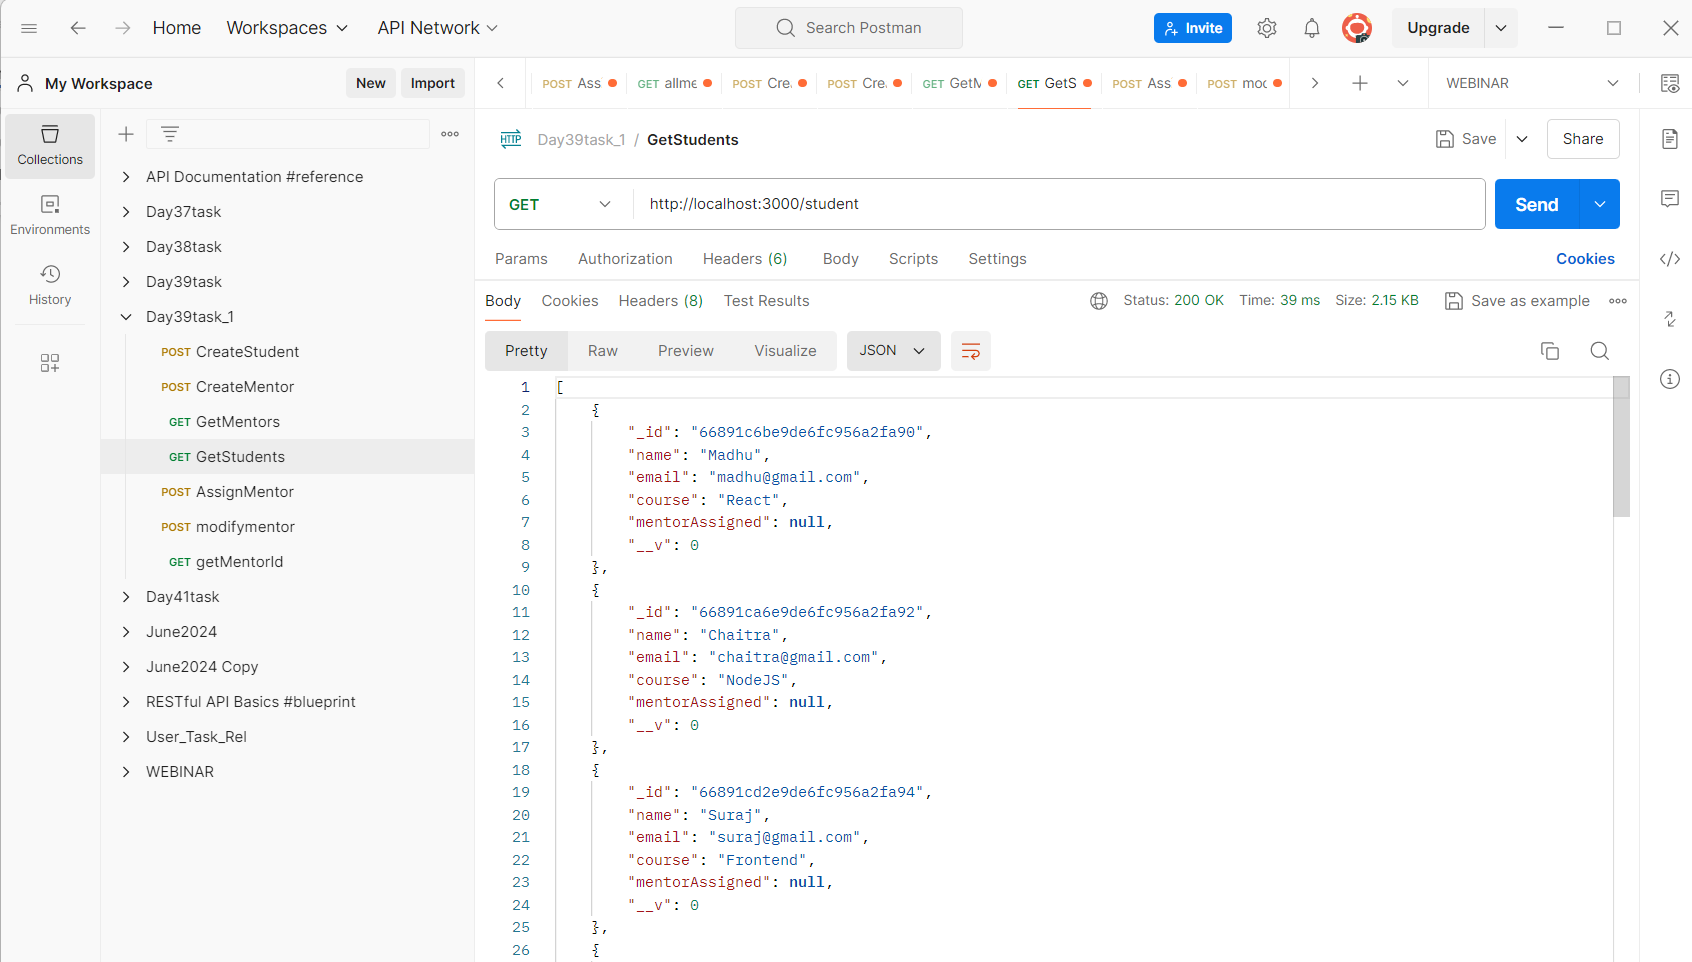 Home Workspaces API Network Search Postman Invite Upgrade
My Workspace New Import POST Ass GET allme POST Cre. POST Cre. GET GetM GET GetS POST Ass POST moc WEBINAR
Collections
Environments
History
API Documentation #reference
Day37task
Day38task
Day39task
Day39task_1
POST CreateStudent
POST CreateMentor
GET GetMentors
GET GetStudents
POST AssignMentor
POST modifymentor
GET getMentorId
Day41task
June2024
June2024 Copy
RESTful API Basics #blueprint
User_Task_Rel
WEBINAR
HTTP Day39task_1 / GetStudents Save Share
GET http://localhost:3000/student Send
Params Authorization Headers (6) Body Scripts Settings Cookies
Body Cookies Headers (8) Test Results Status: 200 OK Time: 39 ms Size: 2.15 KB Save as example
Pretty Raw Preview Visualize JSON
1 [
2 {
3 "_id": "66891c6be9de6fc956a2fa90",
4 "name": "Madhu",
5 "email": "madhu@gmail.com",
6 "course": "React",
7 "mentorAssigned": null,
8 "__v": 0
9 },
10 {
11 "_id": "66891ca6e9de6fc956a2fa92",
12 "name": "Chaitra",
13 "email": "chaitra@gmail.com",
14 "course": "NodeJS",
15 "mentorAssigned": null,
16 "__v": 0
17 },
18 {
19 "_id": "66891cd2e9de6fc956a2fa94",
20 "name": "Suraj",
21 "email": "suraj@gmail.com",
22 "course": "Frontend",
23 "mentorAssigned": null,
24 "__v": 0
25 },
26 {